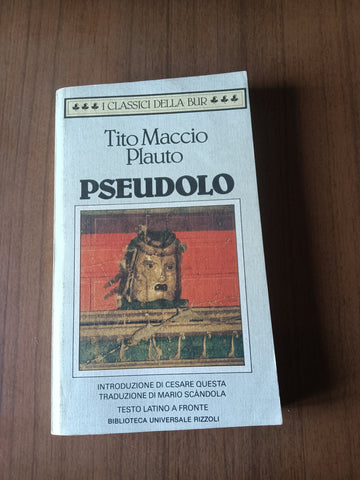 I CLASSICI DELLA BUR
Tito Maccio
Plauto
PSEUDOLO
INTRODUZIONE DI CESARE QUESTA
TRADUZIONE DI MARIO SCÀNDOLA
TESTO LATINO A FRONTE
BIBLIOTECA UNIVERSALE RIZZOLI